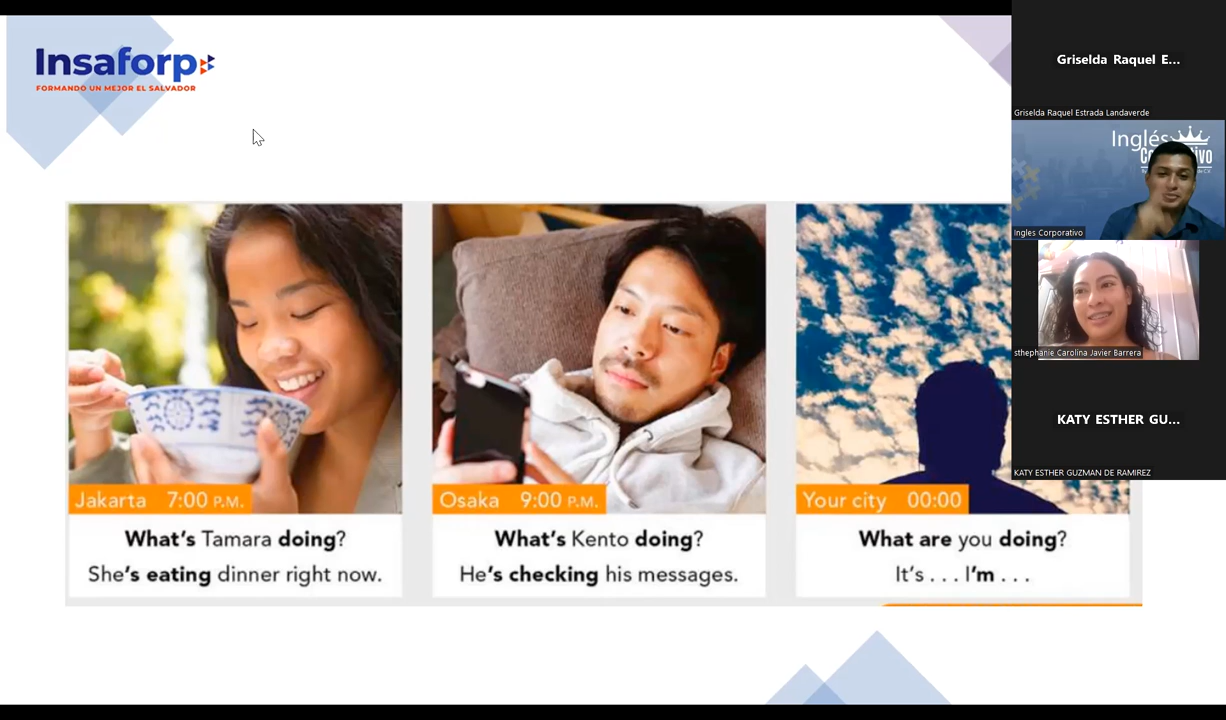 Insaforp
FORMANDO UN MEJOR EL SALVADOR
Jakarta 7:00 P.M.
What's Tamara doing?
She's eating dinner right now.
Osaka 9:00 P.M.
What's Kento doing?
He's checking his messages.
Your city 00:00
What are you doing?
It's . . . I'm . . .
Griselda Raquel E...
Griselda Raquel Estrada Landaverde
Inglés
Ingles Corporativo
sthephanie Carolina Javier Barrera
KATY ESTHER GU...
KATY ESTHER GUZMAN DE RAMIREZ